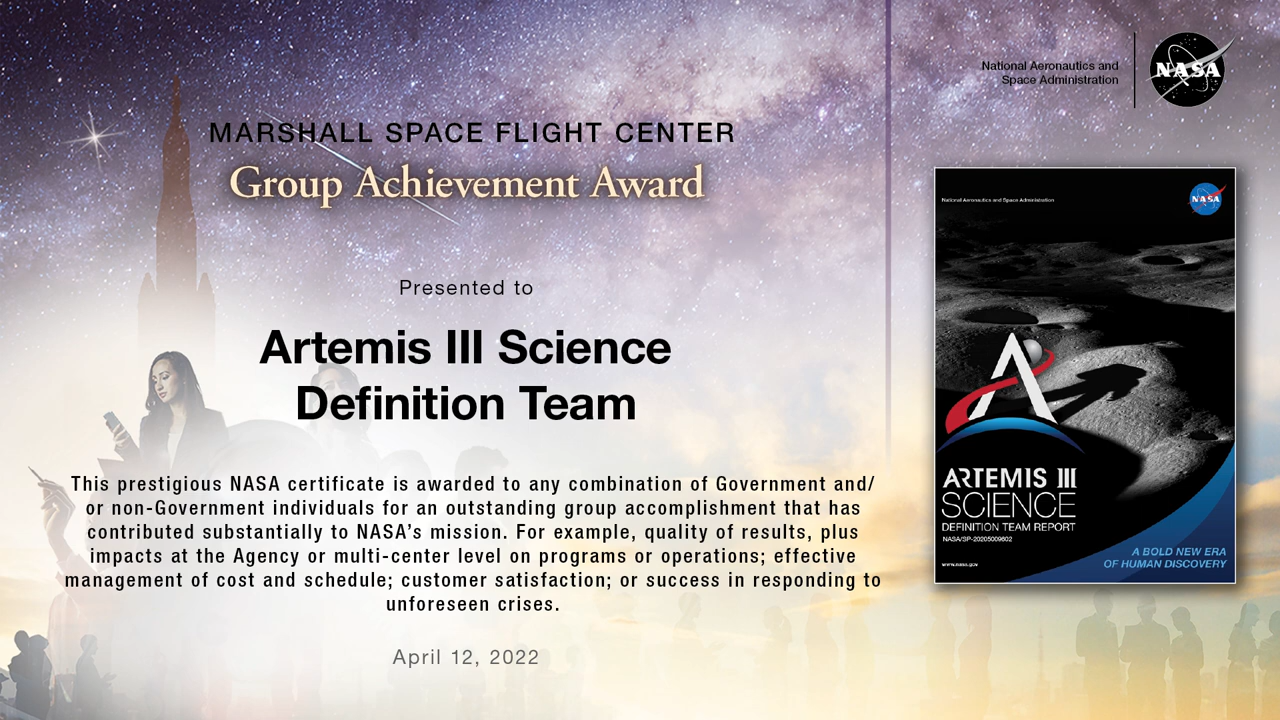 National Aeronautics and
Space Administration
NASA
MARSHALL SPACE FLIGHT CENTER
Group Achievement Award
Presented to
Artemis III Science
Definition Team
This prestigious NASA certificate is awarded to any combination of Government and/
or non-Government individuals for an outstanding group accomplishment that has
contributed substantially to NASA’s mission. For example, quality of results, plus
impacts at the Agency or multi-center level on programs or operations; effective
management of cost and schedule; customer satisfaction; or success in responding to
unforeseen crises.
April 12, 2022
National Aeronautics and Space Administration
NASA
ARTEMIS III
SCIENCE
DEFINITION TEAM REPORT
NASA/SP-20205009602
www.nasa.gov
A BOLD NEW ERA
OF HUMAN DISCOVERY